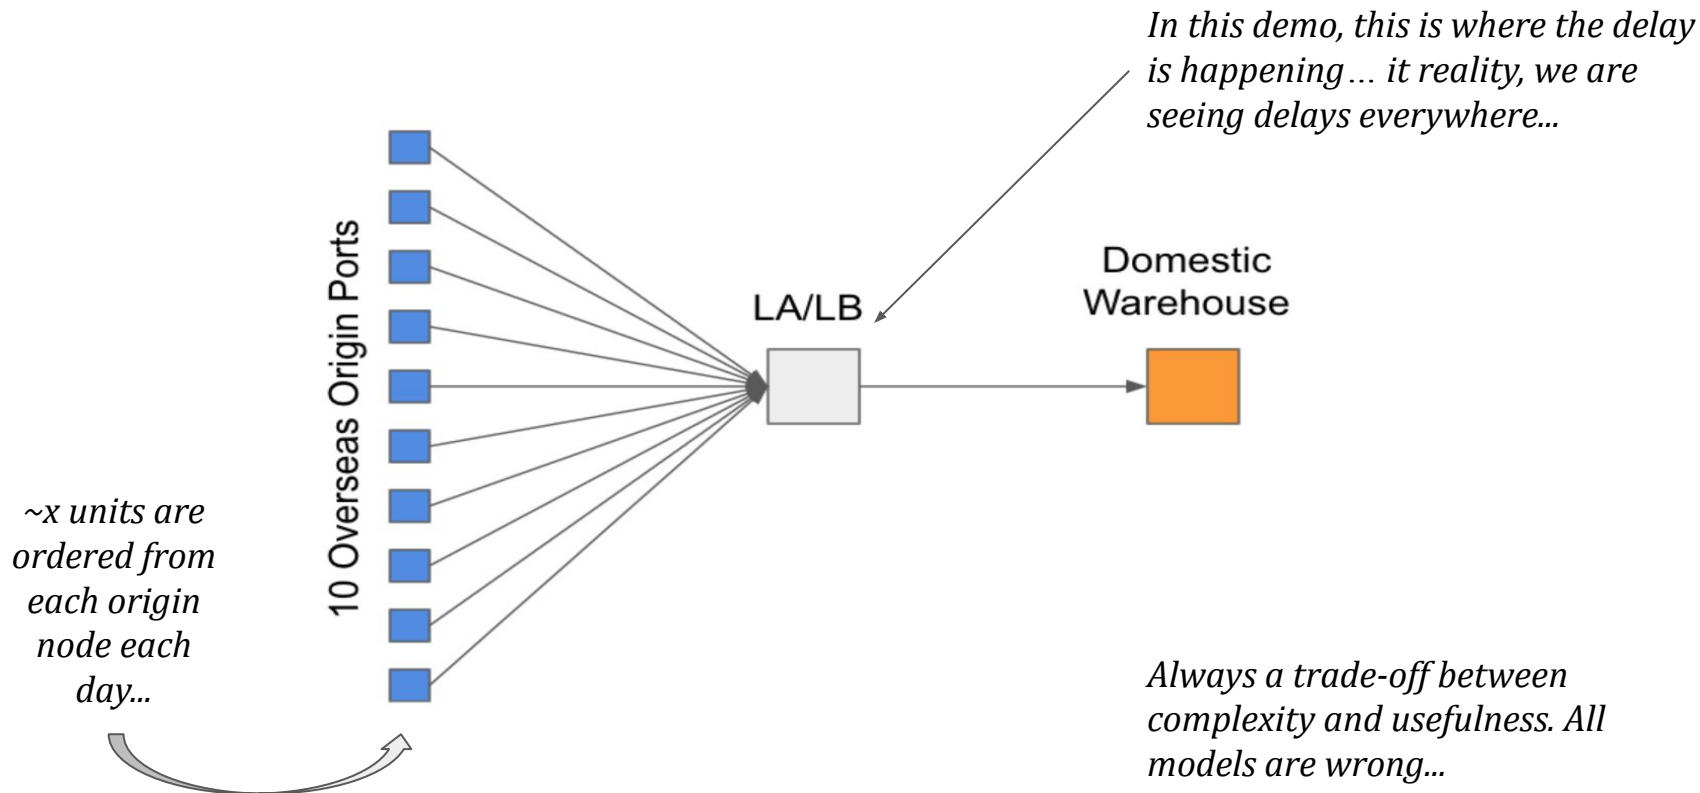 In this demo, this is where the delay
is happening… it reality, we are
seeing delays everywhere...
10 Overseas Origin Ports
LA/LB
Domestic
Warehouse
~x units are
ordered from
each origin
node each
day...
Always a trade-off between
complexity and usefulness. All
models are wrong...